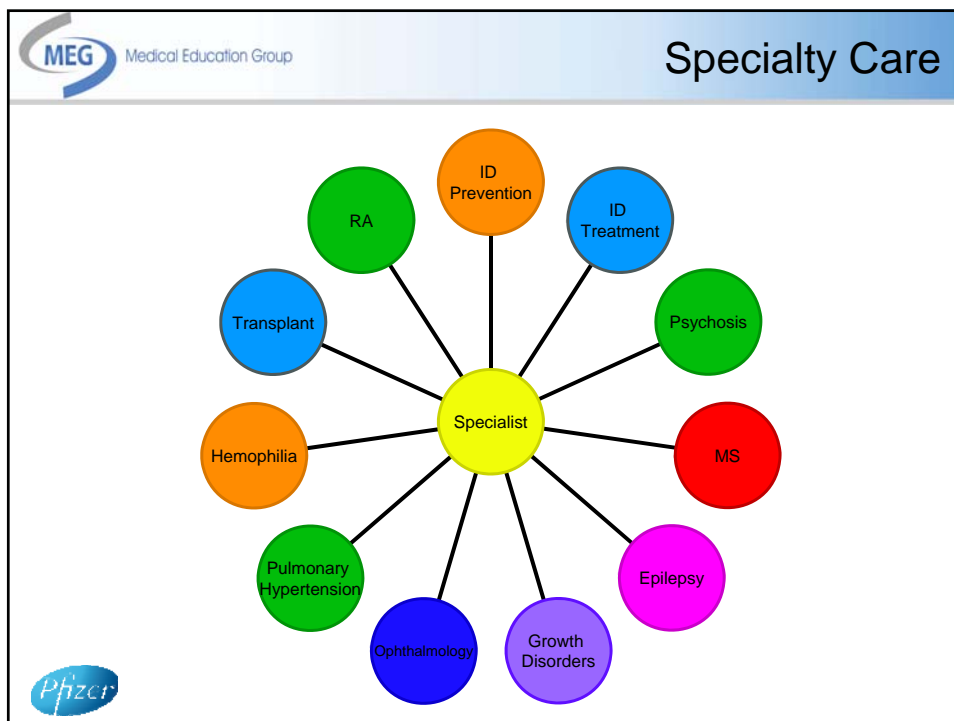 MEG Medical Education Group
Specialty Care
ID
Prevention
ID
Treatment
RA
Psychosis
Transplant
Specialist
Hemophilia
MS
Pulmonary
Hypertension
Epilepsy
Ophthalmology
Growth
Disorders
Pfizer